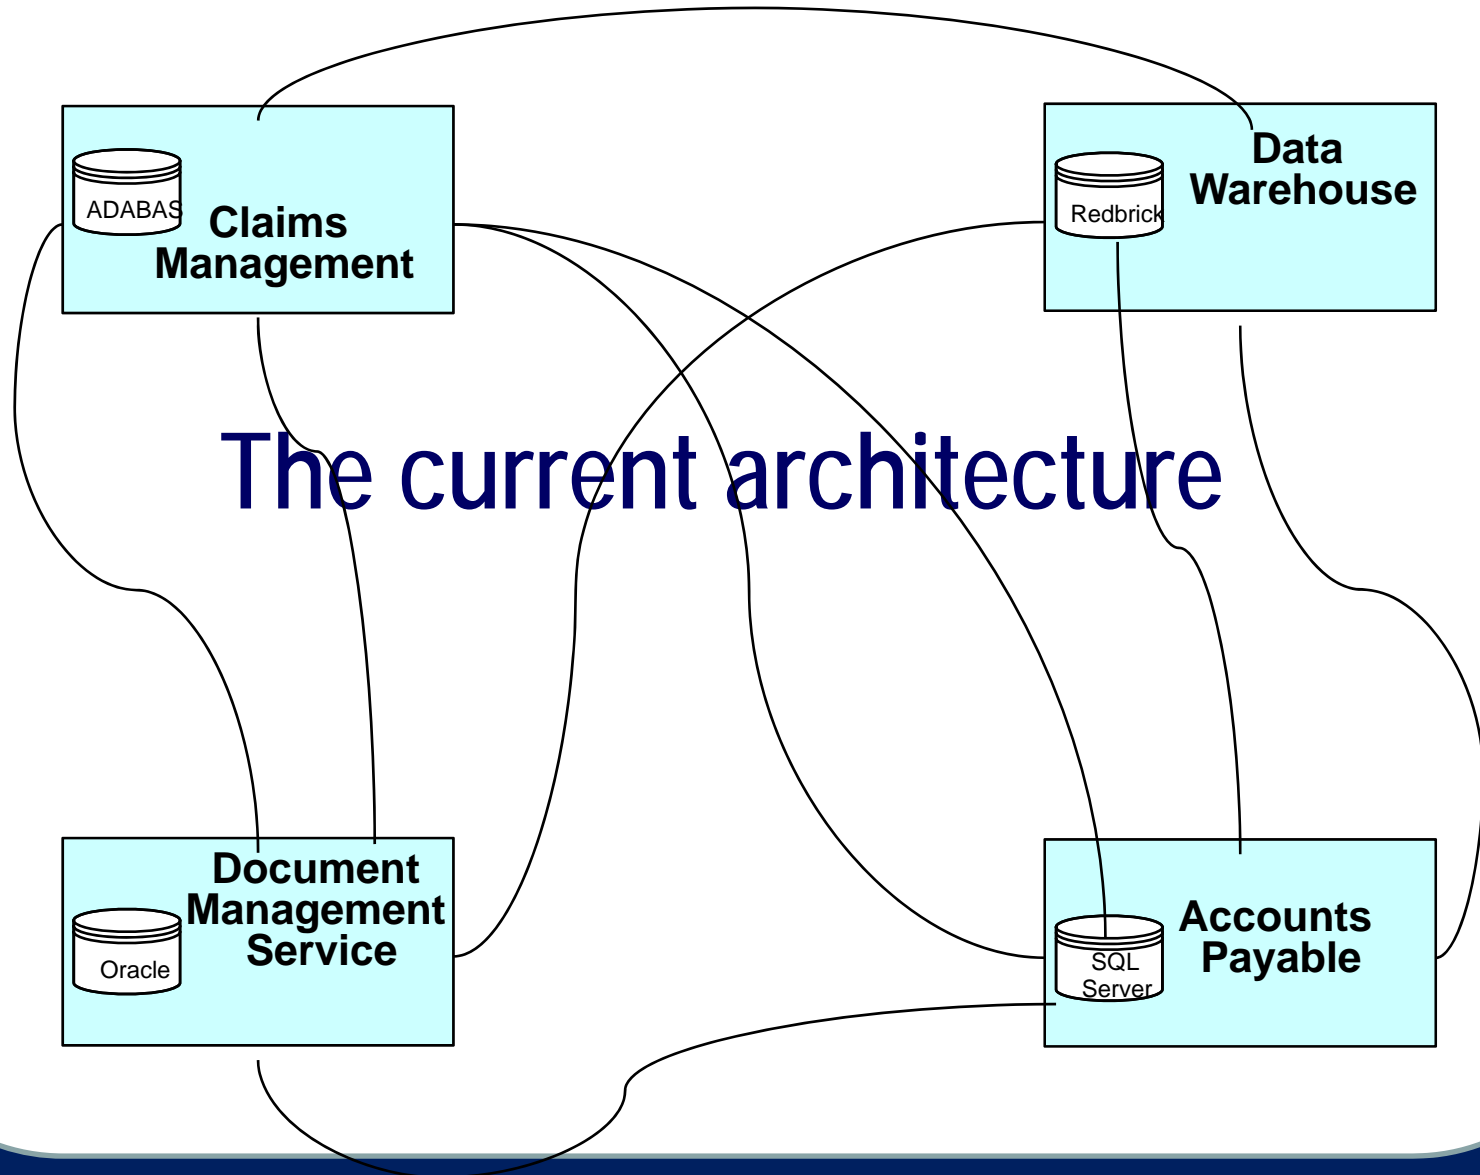 ADABAS
Claims
Management
Redbrick
Data
Warehouse
The current architecture
Oracle
Document
Management
Service
SQL
Server
Accounts
Payable